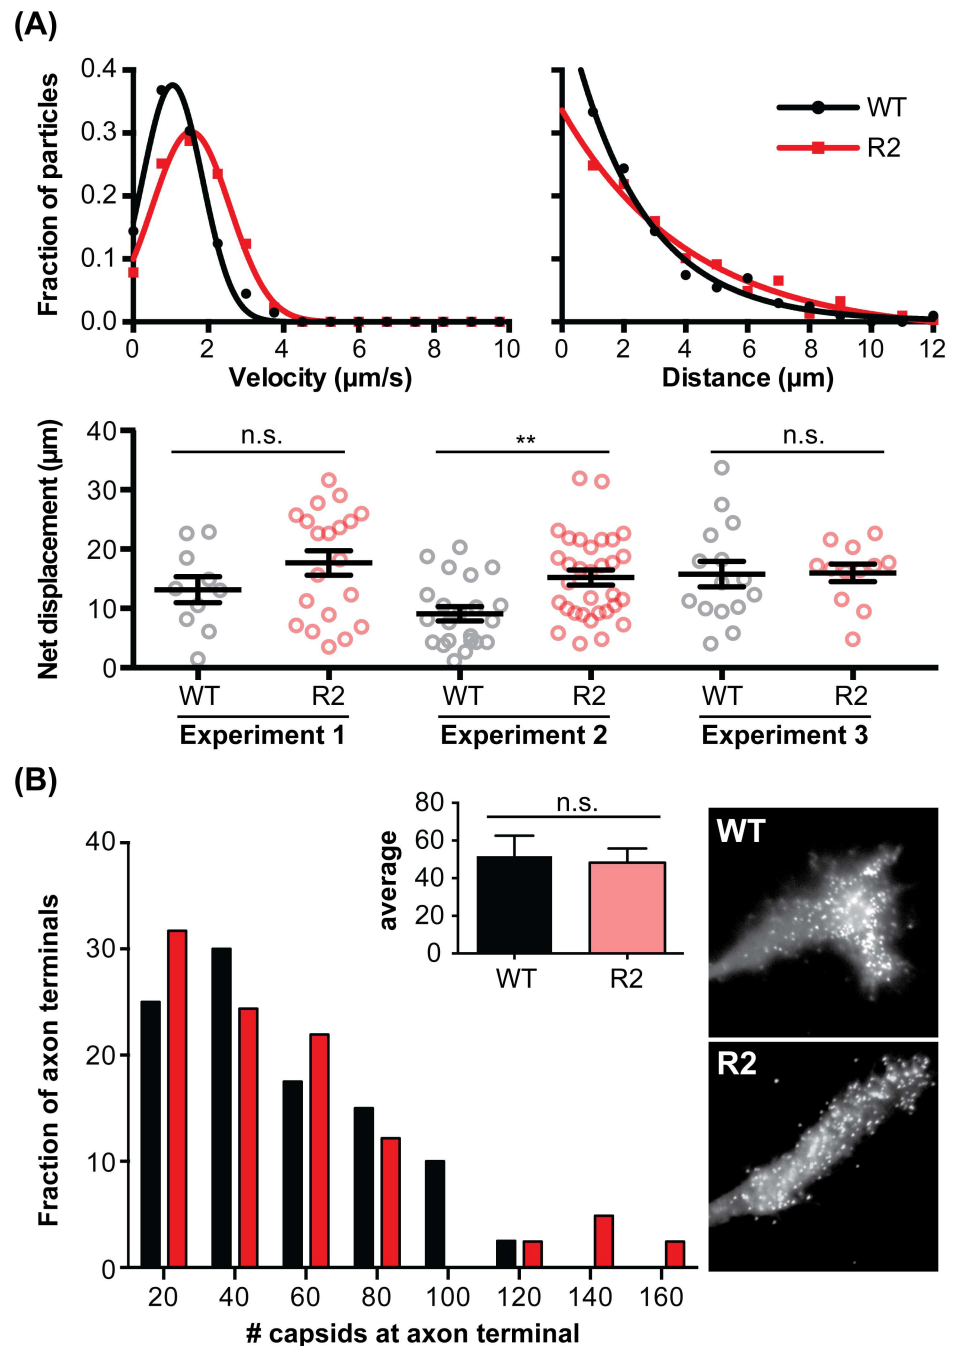 (A)
Fraction of particles
0.4
0.3
0.2
0.1
0.0
0 2 4 6 8 10
Velocity (µm/s)
0 2 4 6 8 10 12
Distance (µm)
WT
R2
Net displacement (µm)
40
30
20
10
0
n.s.
**
n.s.
WT R2 WT R2 WT R2
Experiment 1 Experiment 2 Experiment 3
(B)
Fraction of axon terminals
40
30
20
10
0
20 40 60 80 100 120 140 160
# capsids at axon terminal
average
80
60
40
20
0
n.s.
WT R2
WT
R2